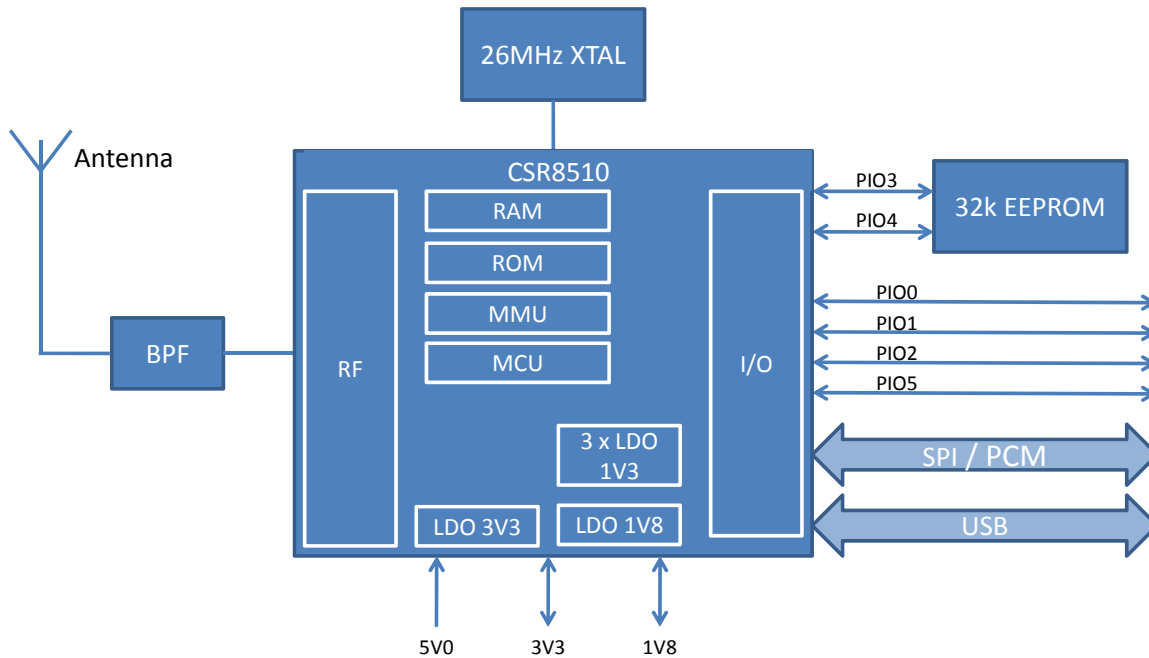 26MHz XTAL
Antenna
CSR8510
PIO3
32k EEPROM
RAM
PIO4
ROM
PIO0
MMU
PIO1
BPF
RF
MCU
I/O
PIO2
PIO5
3 x LDO
1V3
SPI / PCM
LDO 3V3
LDO 1V8
USB
5V0
3V3
1V8